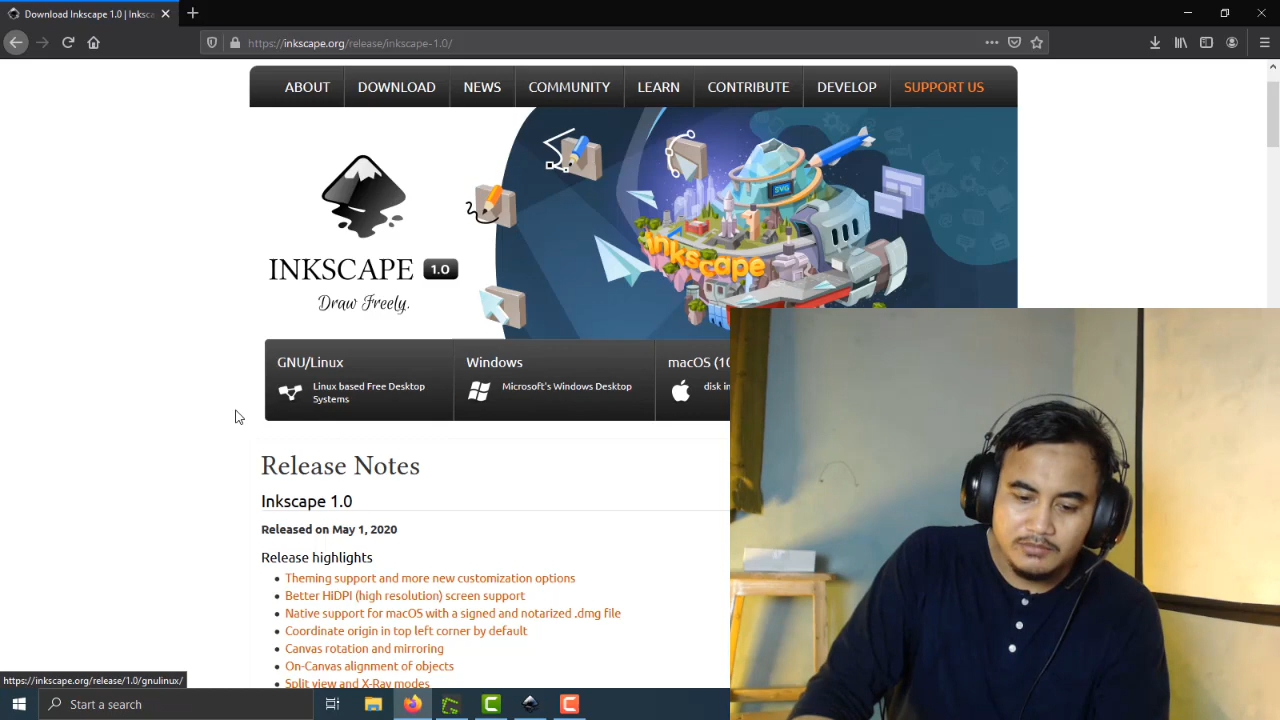 Download Inkscape 1.0 | Inksca
https://inkscape.org/release/inkscape-1.0/
ABOUT
DOWNLOAD
NEWS
COMMUNITY
LEARN
CONTRIBUTE
DEVELOP
SUPPORT US
SVG
inkscape
INKSCAPE 1.0
Draw Freely.
GNU/Linux
Linux based Free Desktop
Systems
Windows
Microsoft's Windows Desktop
macOS (10
disk in
Release Notes
Inkscape 1.0
Released on May 1, 2020
Release highlights
Theming support and more new customization options
Better HiDPI (high resolution) screen support
Native support for macOS with a signed and notarized .dmg file
Coordinate origin in top left corner by default
Canvas rotation and mirroring
On-Canvas alignment of objects
Split view and X-Ray modes
https://inkscape.org/release/1.0/gnulinux/
Start a search